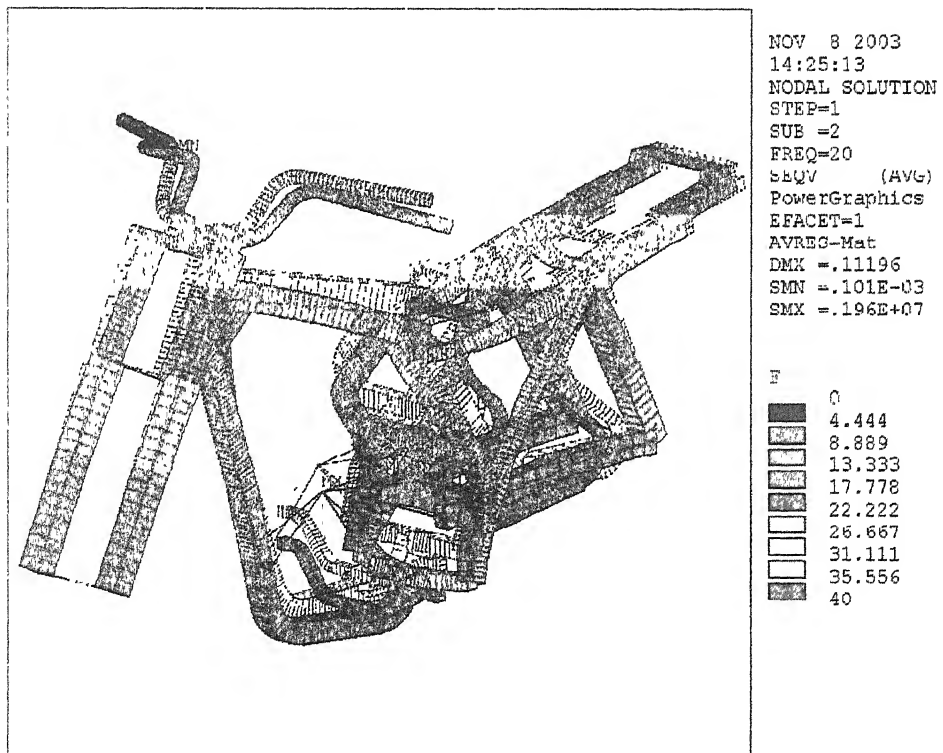 NOV 8 2003
14:25:13
NODAL SOLUTION
STEP=1
SUB =2
FREQ=20
SEQV (AVG)
PowerGraphics
EFACET=1
AVRES=Mat
DMX =.11196
SMN =.101E-03
SMX =.196E+07
MN
0
4.444
8.889
13.333
17.778
22.222
26.667
31.111
35.556
40